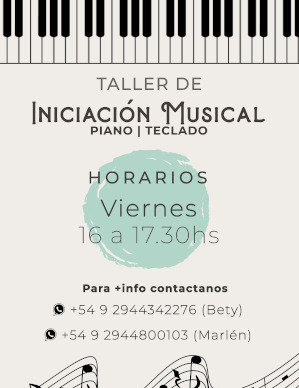 TALLER DE
INICIACIÓN MUSICAL
PIANO | TECLADO
HORARIOS
Viernes
16 a 17.30hs
Para +info contactanos
+54 9 2944342276 (Bety)
+54 9 2944800103 (Marlén)